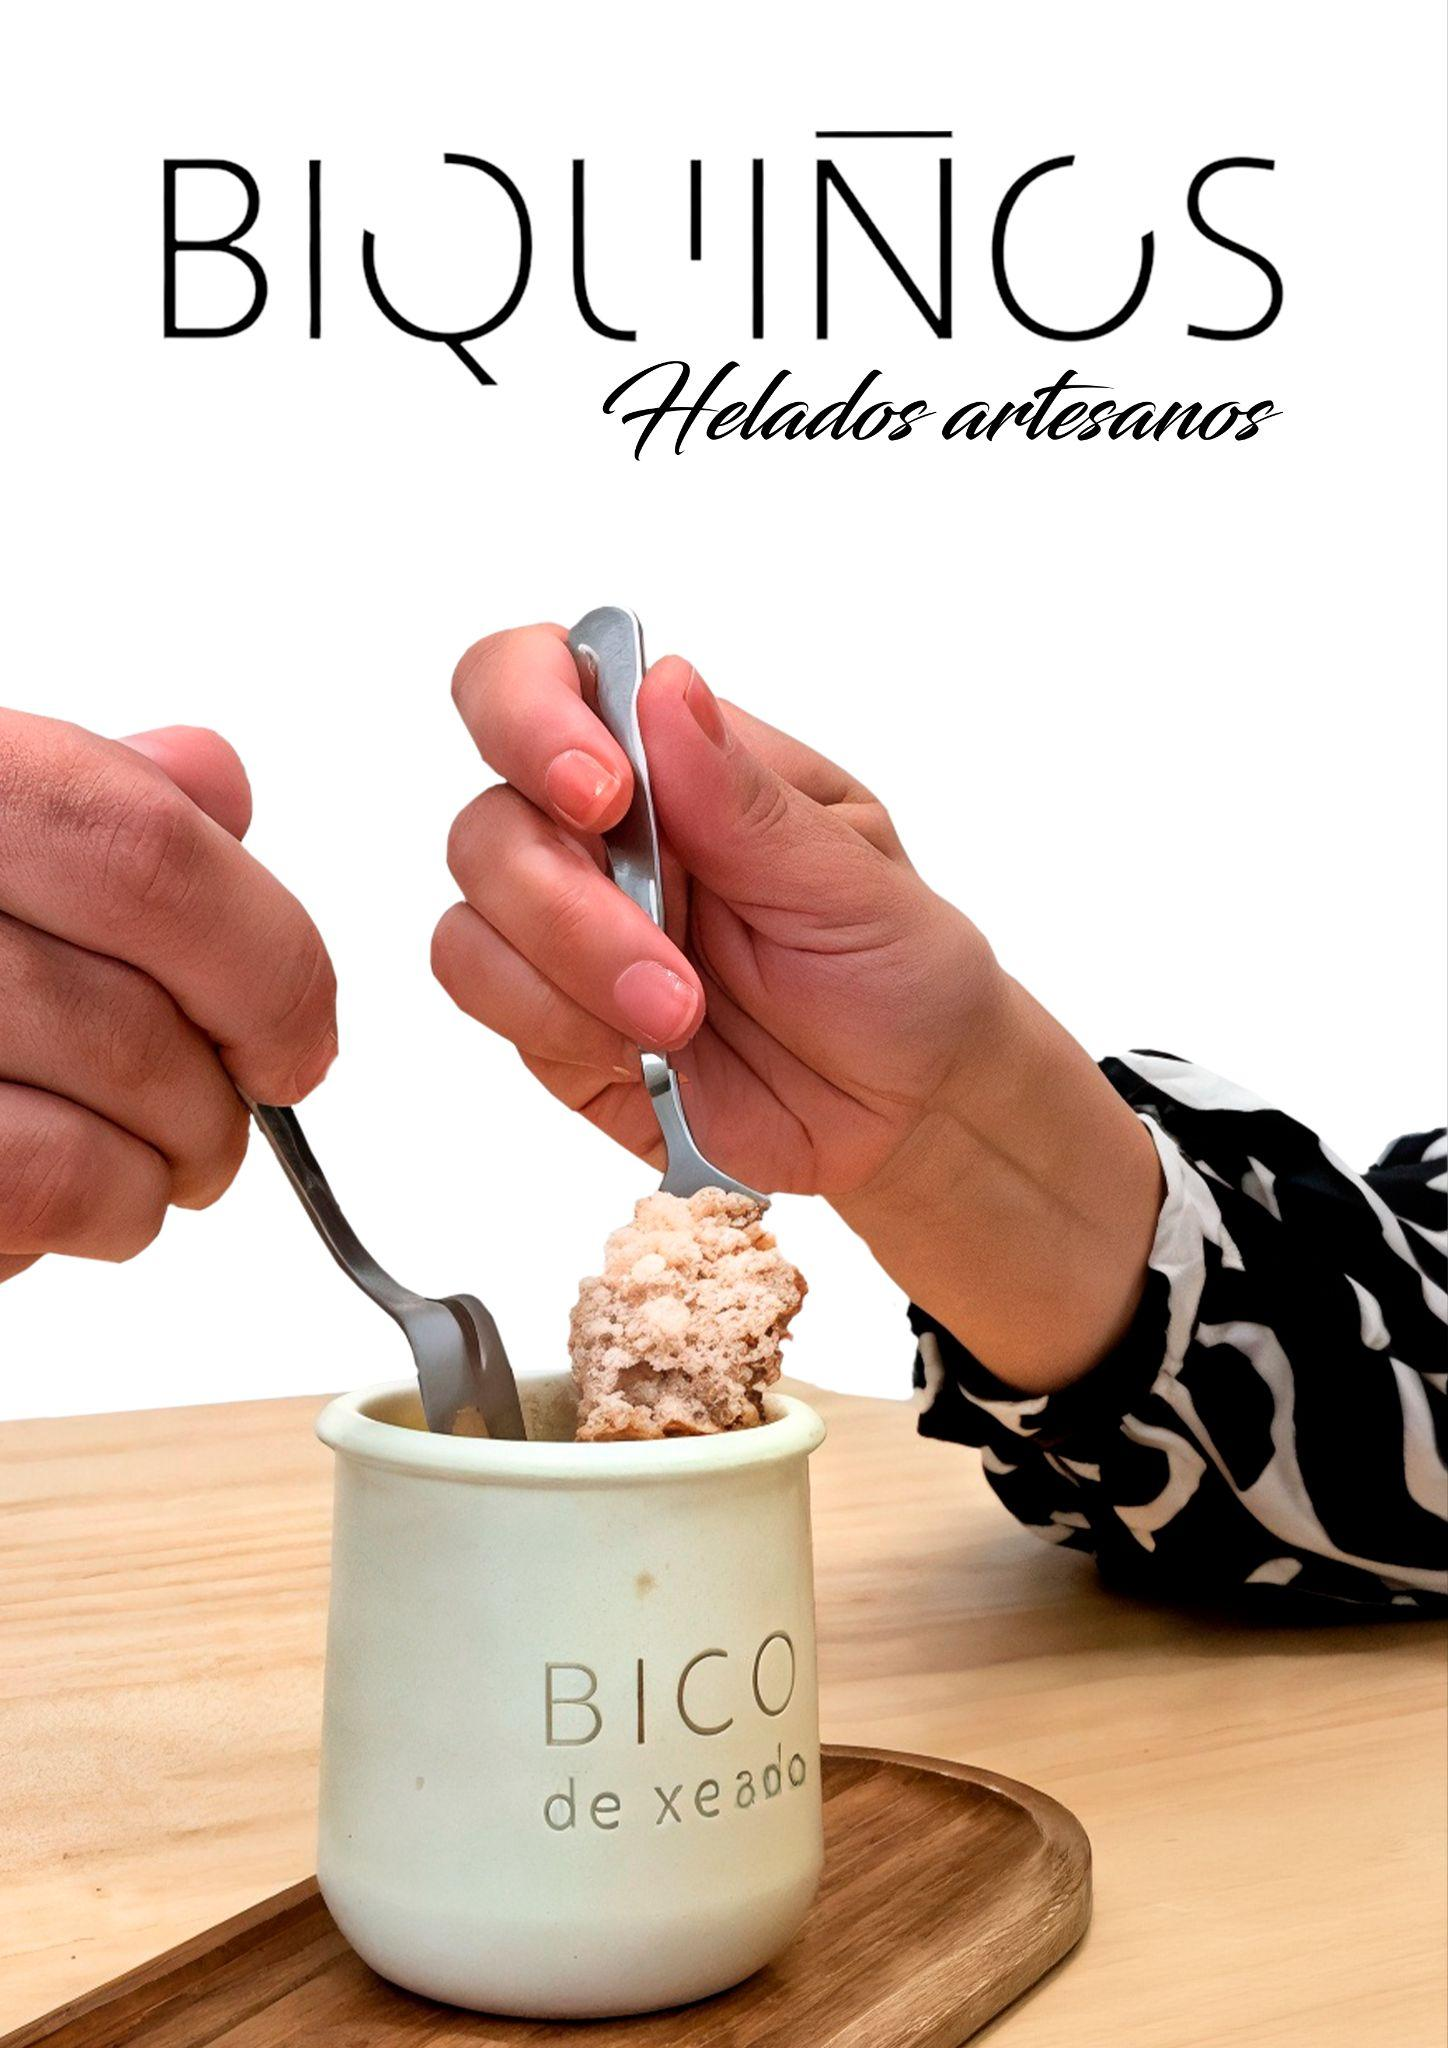 BIQUIÑOS
Helados artesanos
BICO
de xeado